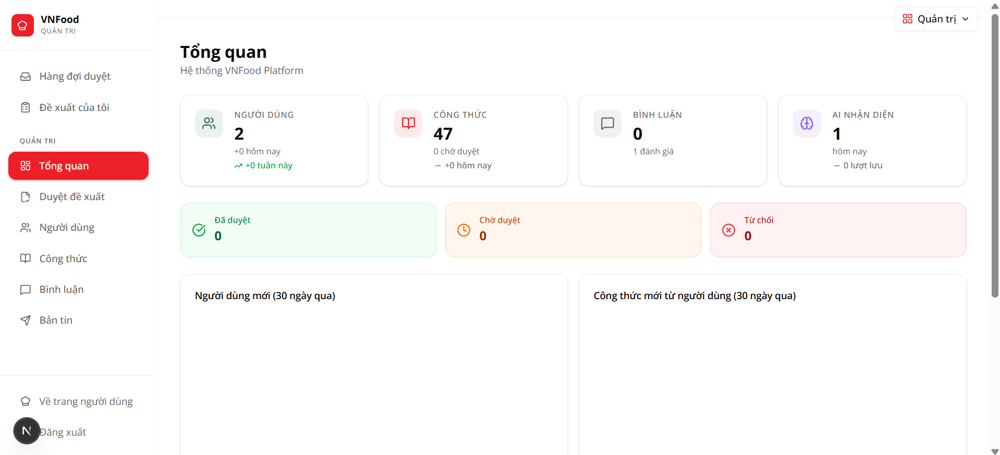 VNFood
QUẢN TRỊ
Hàng đợi duyệt
Đề xuất của tôi
QUẢN TRỊ
Tổng quan
Duyệt đề xuất
Người dùng
Công thức
Bình luận
Bản tin
Về trang người dùng
N
Đăng xuất
Quản trị
Tổng quan
Hệ thống VNFood Platform
NGƯỜI DÙNG
2
+0 hôm nay
+0 tuần này
CÔNG THỨC
47
0 chờ duyệt
+0 hôm nay
BÌNH LUẬN
0
1 đánh giá
AI NHẬN DIỆN
1
hôm nay
0 lượt lưu
Đã duyệt
0
Chờ duyệt
0
Từ chối
0
Người dùng mới (30 ngày qua)
Công thức mới từ người dùng (30 ngày qua)